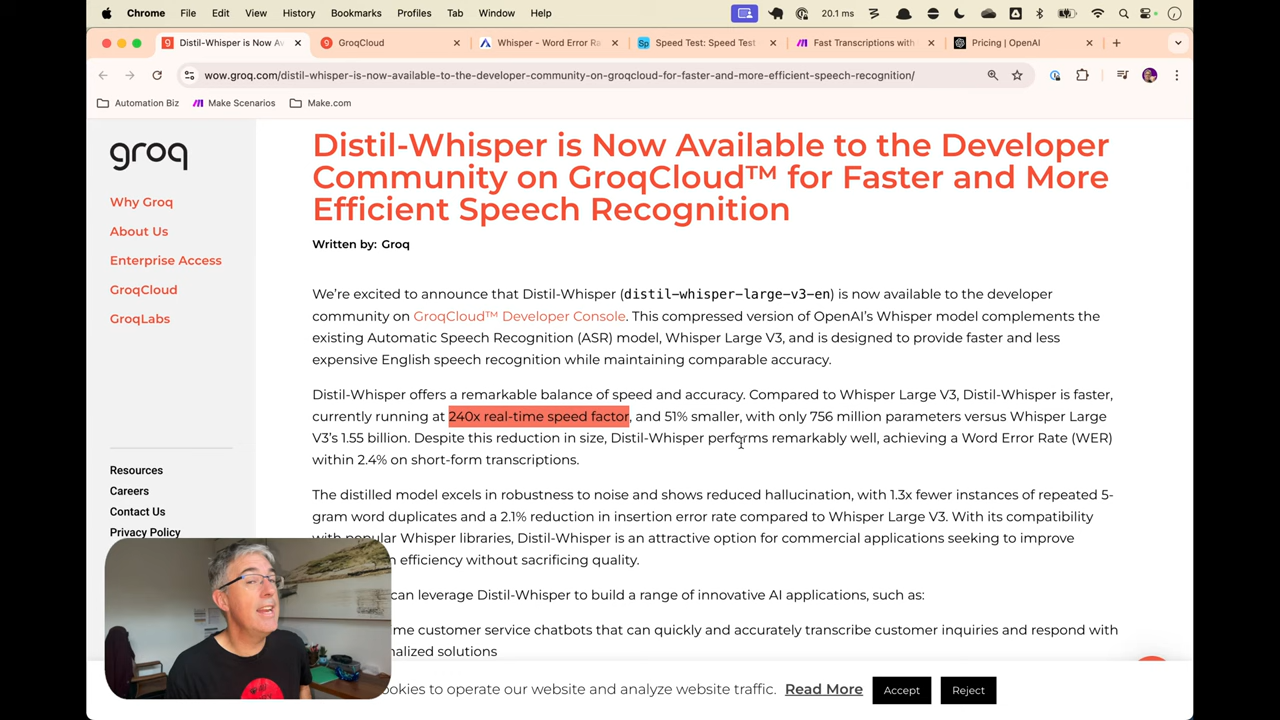 Chrome File Edit View History Bookmarks Profiles Tab Window Help 20.1 ms
Distil-Whisper is Now Av GroqCloud Whisper – Word Error Ra Speed Test: Speed Test Fast Transcriptions with Pricing | OpenAI
wow.groq.com/distil-whisper-is-now-available-to-the-developer-community-on-groqcloud-for-faster-and-more-efficient-speech-recognition/
Automation Biz Make Scenarios Make.com
groq
Why Groq
About Us
Enterprise Access
GroqCloud
GroqLabs
Resources
Careers
Contact Us
Privacy Policy
Distil-Whisper is Now Available to the Developer
Community on GroqCloud™ for Faster and More
Efficient Speech Recognition
Written by: Groq
We're excited to announce that Distil-Whisper (distil-whisper-large-v3-en) is now available to the developer
community on GroqCloud™ Developer Console. This compressed version of OpenAI's Whisper model complements the
existing Automatic Speech Recognition (ASR) model, Whisper Large V3, and is designed to provide faster and less
expensive English speech recognition while maintaining comparable accuracy.
Distil-Whisper offers a remarkable balance of speed and accuracy. Compared to Whisper Large V3, Distil-Whisper is faster,
currently running at 240x real-time speed factor, and 51% smaller, with only 756 million parameters versus Whisper Large
V3's 1.55 billion. Despite this reduction in size, Distil-Whisper performs remarkably well, achieving a Word Error Rate (WER)
within 2.4% on short-form transcriptions.
The distilled model excels in robustness to noise and shows reduced hallucination, with 1.3x fewer instances of repeated 5-
gram word duplicates and a 2.1% reduction in insertion error rate compared to Whisper Large V3. With its compatibility
with popular Whisper libraries, Distil-Whisper is an attractive option for commercial applications seeking to improve
efficiency without sacrificing quality.
can leverage Distil-Whisper to build a range of innovative AI applications, such as:
me customer service chatbots that can quickly and accurately transcribe customer inquiries and respond with
nalized solutions
okies to operate our website and analyze website traffic. Read More Accept Reject